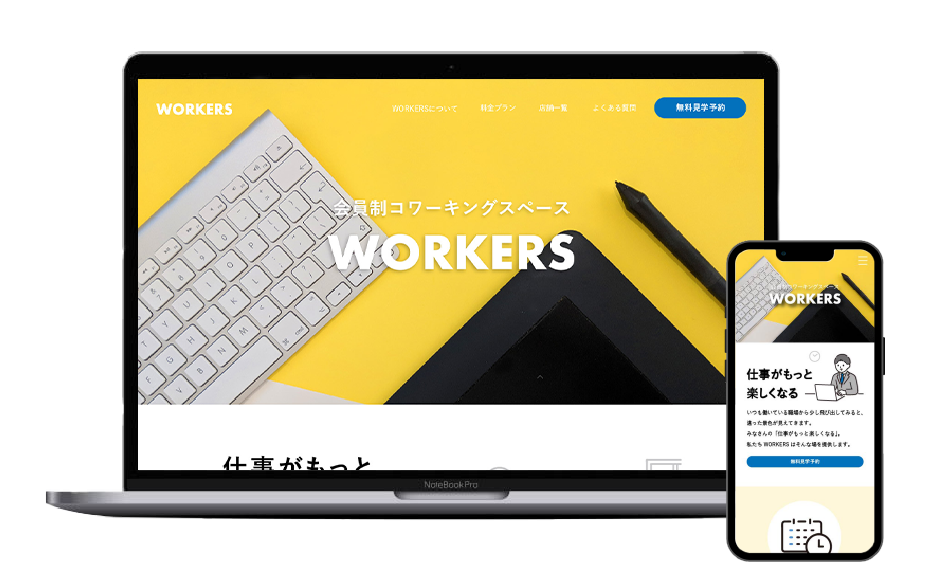 WORKERS
WORKERSについて 料金プラン 店舗一覧 よくある質問 無料見学予約
会員制コワーキングスペース
WORKERS
仕事がもっと
NoteBook Pro
会員制コワーキングスペース
WORKERS
仕事がもっと
楽しくなる
いつも働いている職場から少し飛び出してみると、
違った景色が見えてきます。
みなさんの「仕事がもっと楽しくなる」。
私たち WORKERS はそんな場を提供します。
無料見学予約